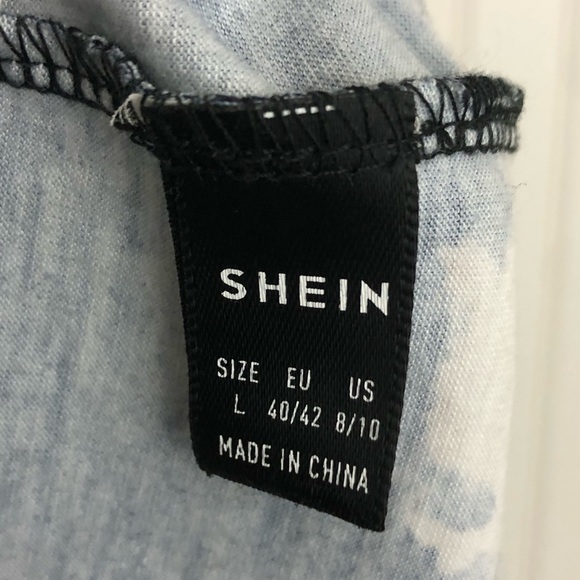 SHEIN
SIZE EU US
L 40/42 8/10
MADE IN CHINA